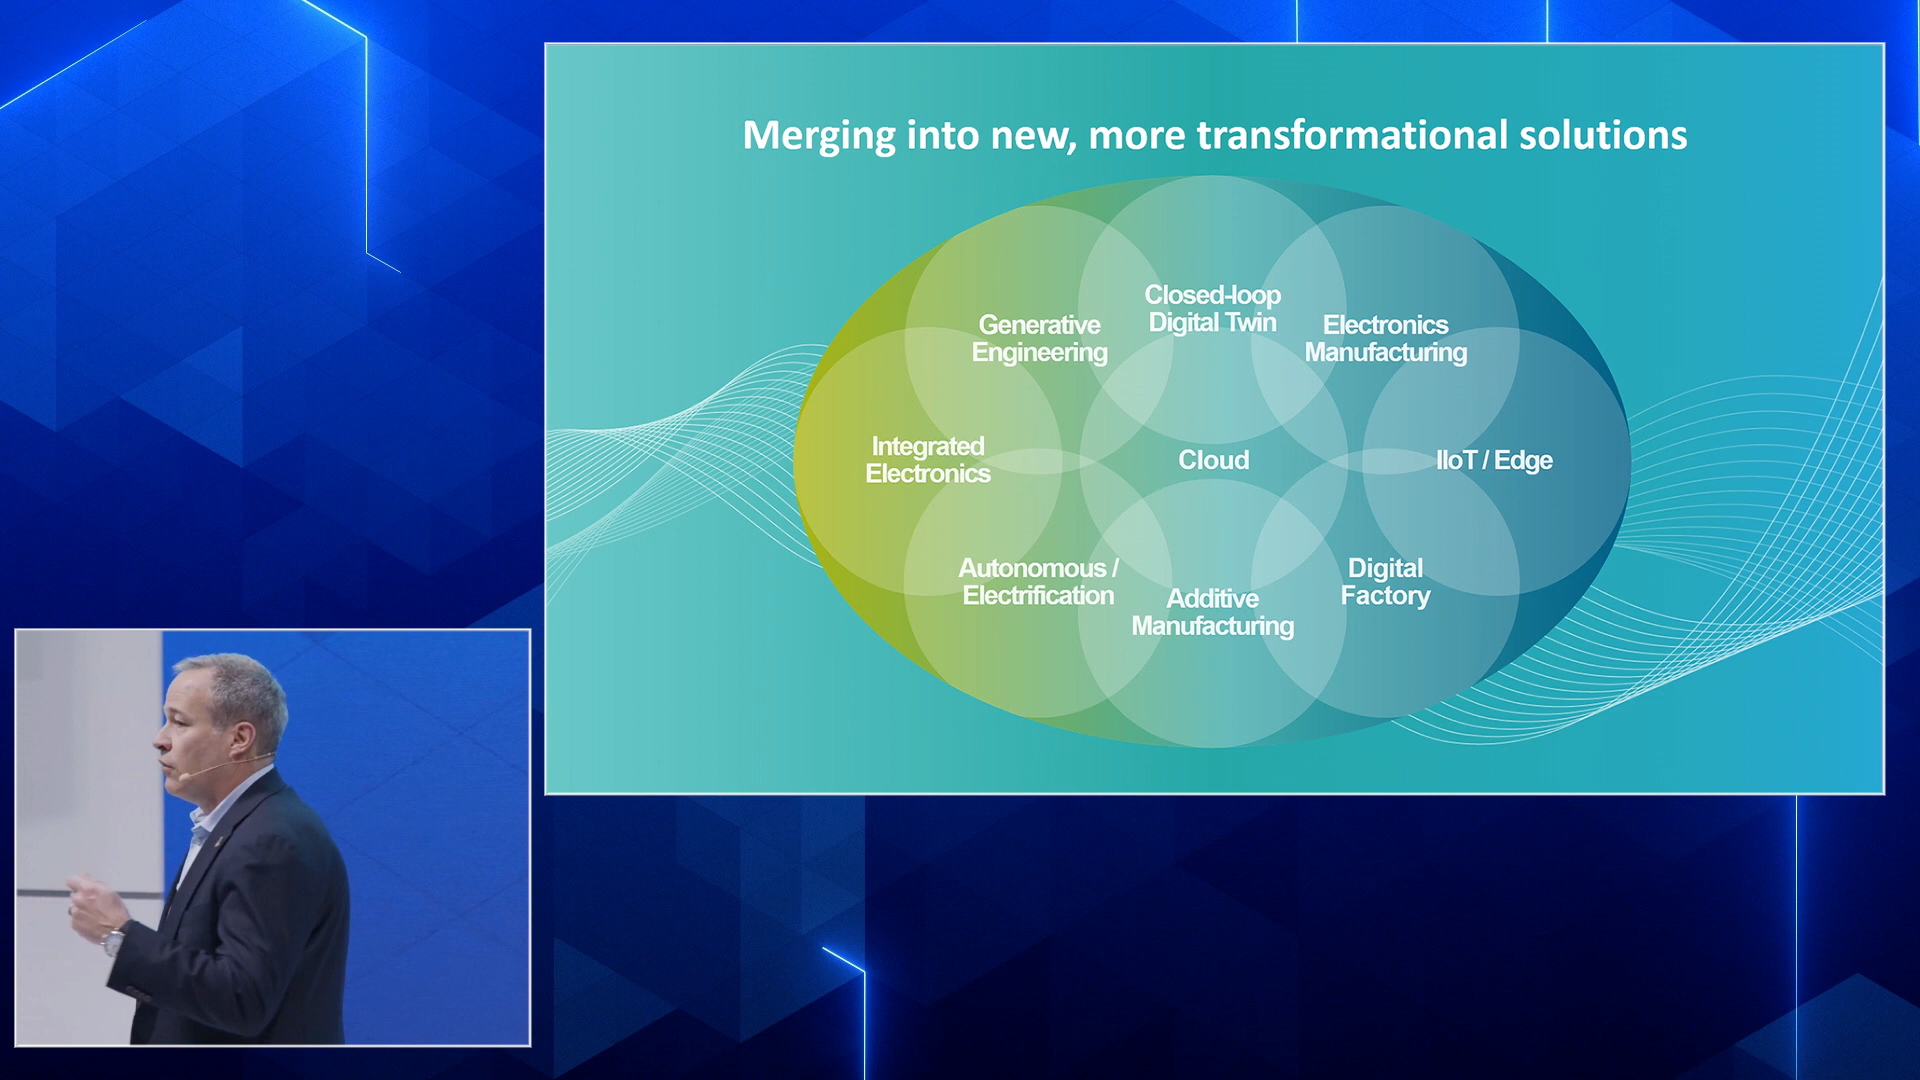 Merging into new, more transformational solutions
Closed-loop
Digital Twin
Generative
Engineering
Electronics
Manufacturing
Integrated
Electronics
Cloud
IIoT / Edge
Autonomous /
Electrification
Additive
Manufacturing
Digital
Factory